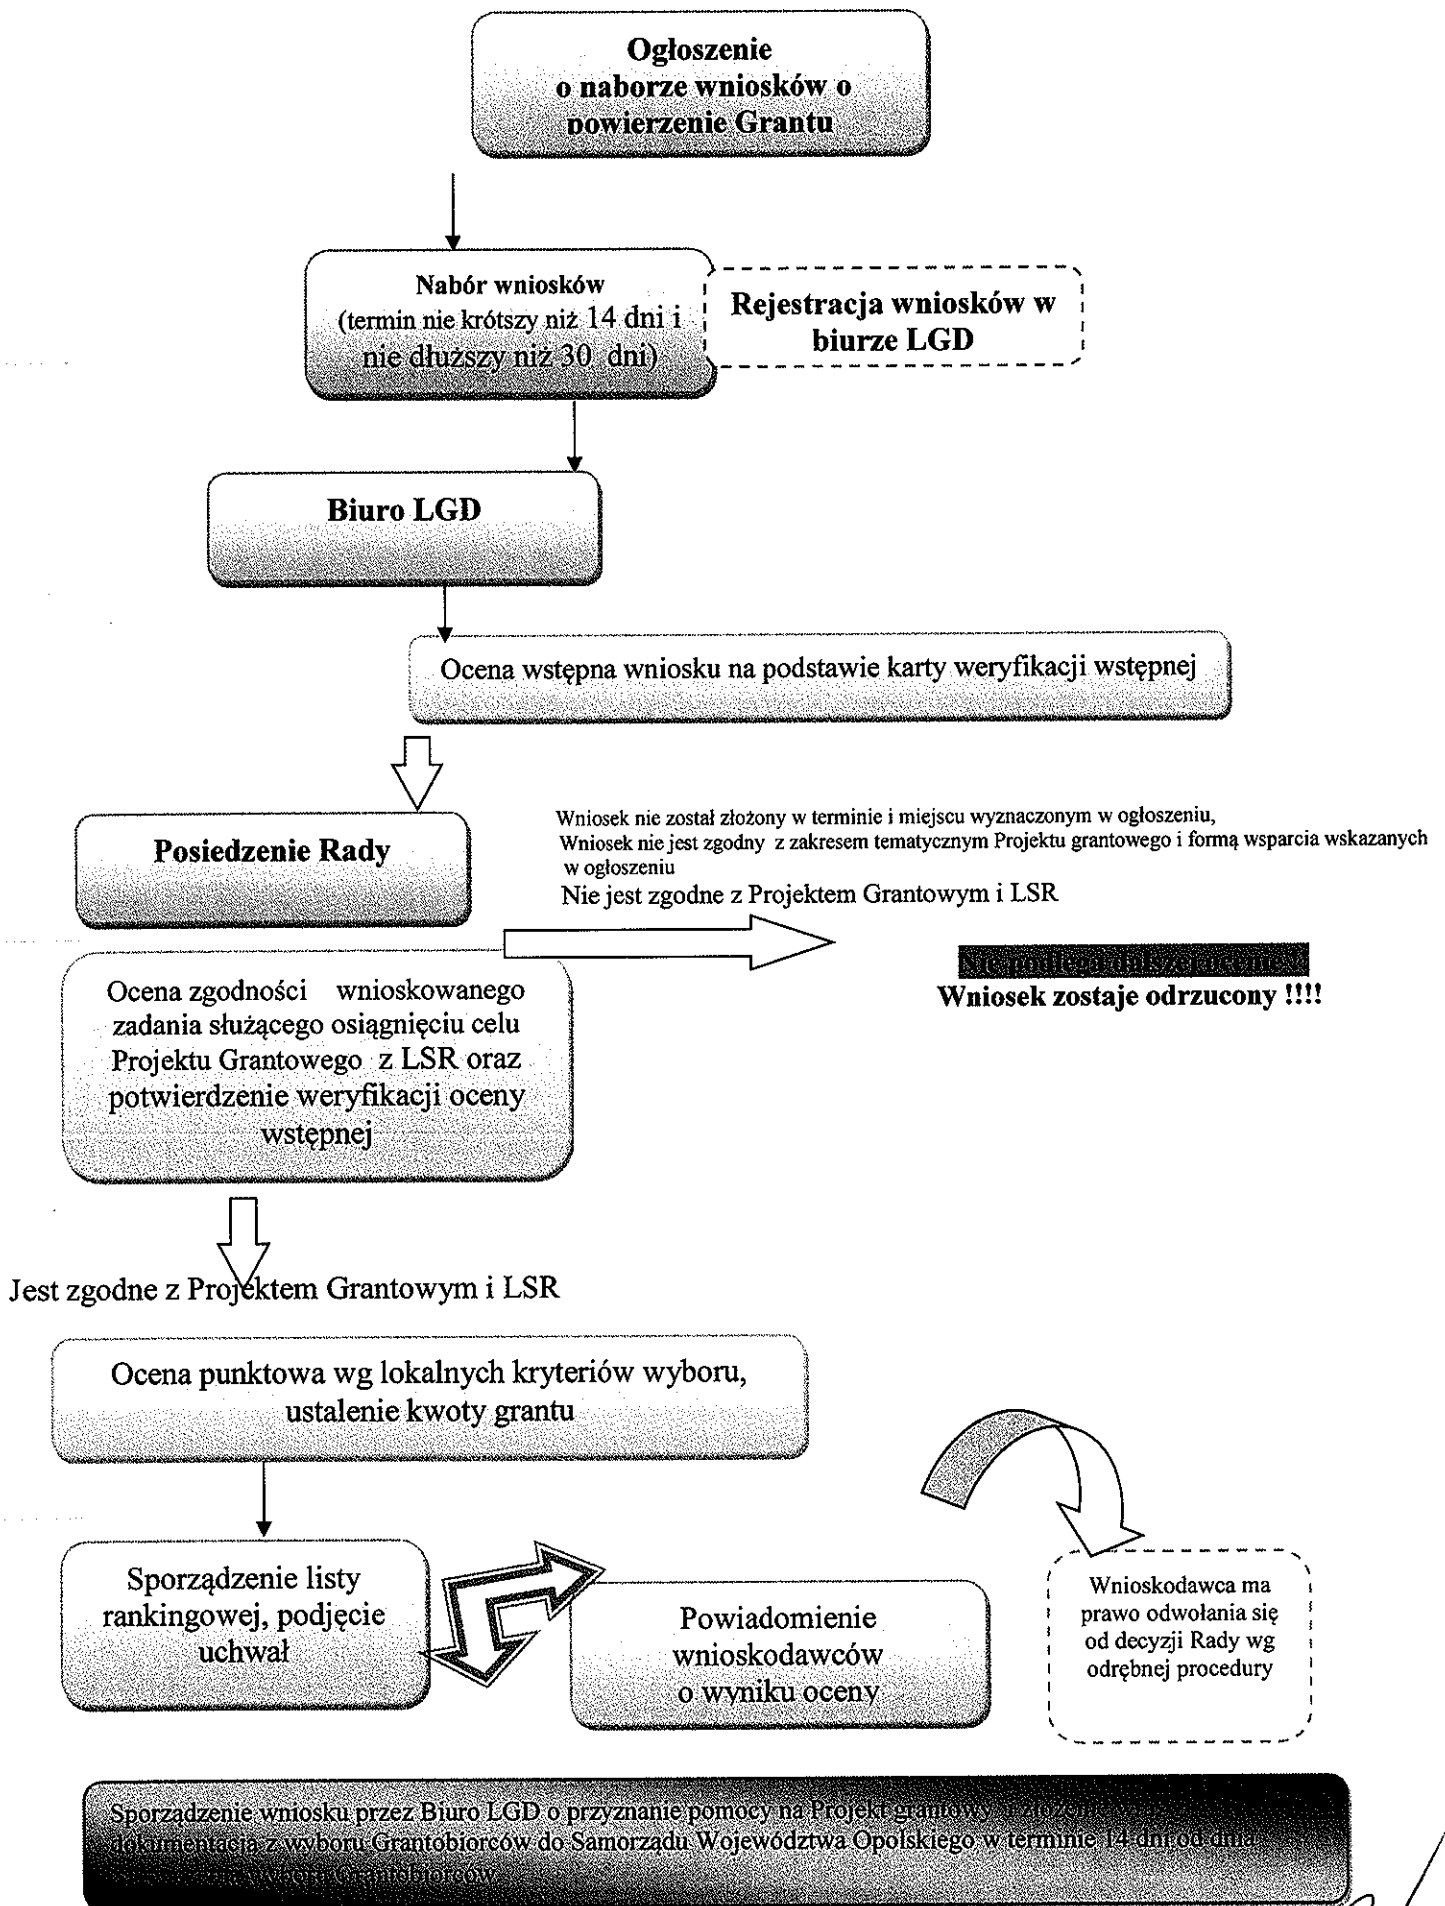 Ogłoszenie
o naborze wniosków o
powierzenie Grantu
Nabór wniosków
(termin nie krótszy niż 14 dni i
nie dłuższy niż 30 dni)
Rejestracja wniosków w
biurze LGD
Biuro LGD
Ocena wstępna wniosku na podstawie karty weryfikacji wstępnej
Posiedzenie Rady
Wniosek nie został złożony w terminie i miejscu wyznaczonym w ogłoszeniu,
Wniosek nie jest zgodny z zakresem tematycznym Projektu grantowego i formą wsparcia wskazanych
w ogłoszeniu
Nie jest zgodne z Projektem Grantowym i LSR
Nie podlega dalszej ocenie !
Wniosek zostaje odrzucony !!!!
Ocena zgodności wnioskowanego
zadania służącego osiągnięciu celu
Projektu Grantowego z LSR oraz
potwierdzenie weryfikacji oceny
wstępnej
Jest zgodne z Projektem Grantowym i LSR
Ocena punktowa wg lokalnych kryteriów wyboru,
ustalenie kwoty grantu
Sporządzenie listy
rankingowej, podjęcie
uchwał
Powiadomienie
wnioskodawców
o wyniku oceny
Wnioskodawca ma
prawo odwołania się
od decyzji Rady wg
odrębnej procedury
Sporządzenie wniosku przez Biuro LGD o przyznanie pomocy na Projekt grantowy i złożenie
dokumentacją z wyboru Grantobiorców do Samorządu Województwa Opolskiego w terminie 14 dni od dnia
wyboru Grantobiorców